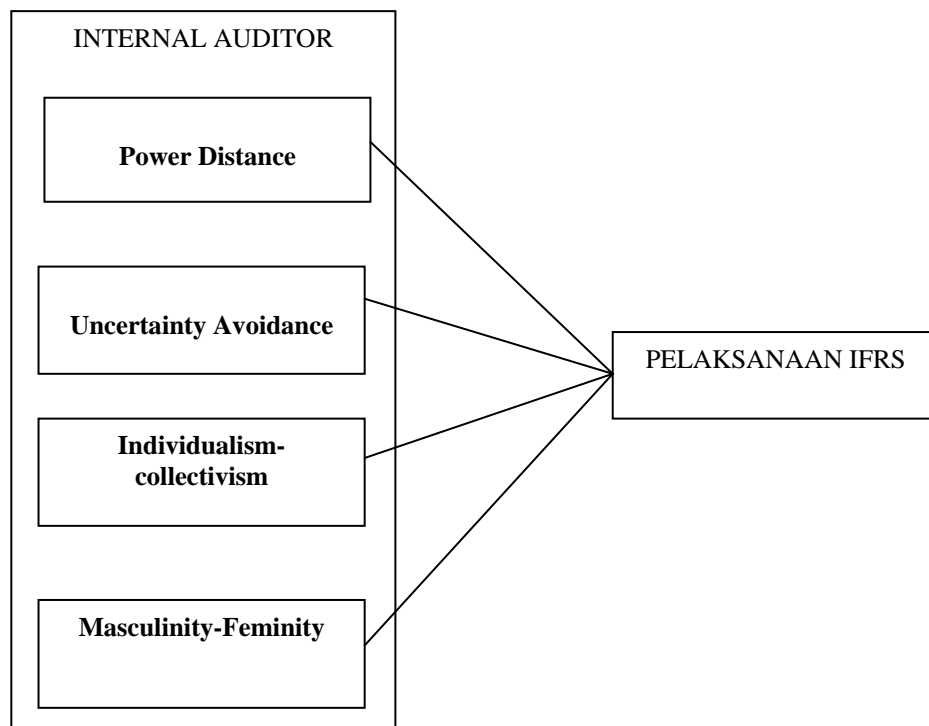 INTERNAL AUDITOR
Power Distance
Uncertainty Avoidance
Individualism-
collectivism
Masculinity-Feminity
PELAKSANAAN IFRS